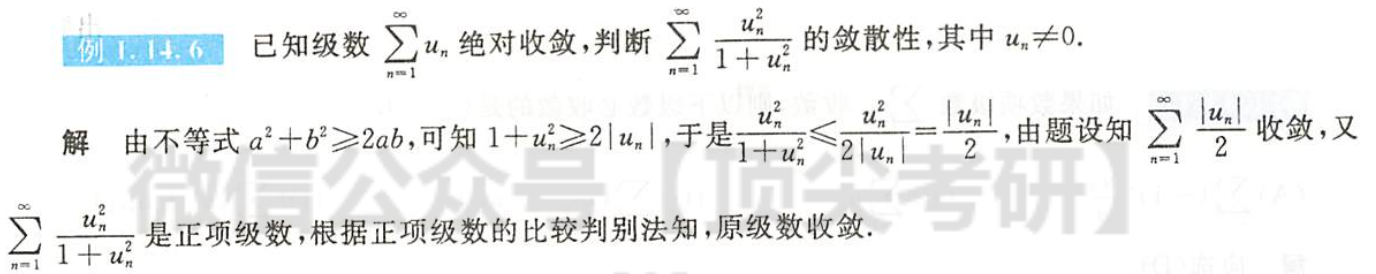 例 1.14.6 已知级数 $\sum_{n=1}^{\infty} u_n$ 绝对收敛,判断 $\sum_{n=1}^{\infty} \frac{u_n^2}{1+u_n^2}$ 的敛散性,其中 $u_n \neq 0$.
解 由不等式 $a^2+b^2 \geqslant 2ab$,可知 $1+u_n^2 \geqslant 2|u_n|$,于是 $\frac{u_n^2}{1+u_n^2} \leqslant \frac{u_n^2}{2|u_n|} = \frac{|u_n|}{2}$,由题设知 $\sum_{n=1}^{\infty} \frac{|u_n|}{2}$ 收敛,又
$\sum_{n=1}^{\infty} \frac{u_n^2}{1+u_n^2}$ 是正项级数,根据正项级数的比较判别法知,原级数收敛.
微信公众号【顶尖考研】